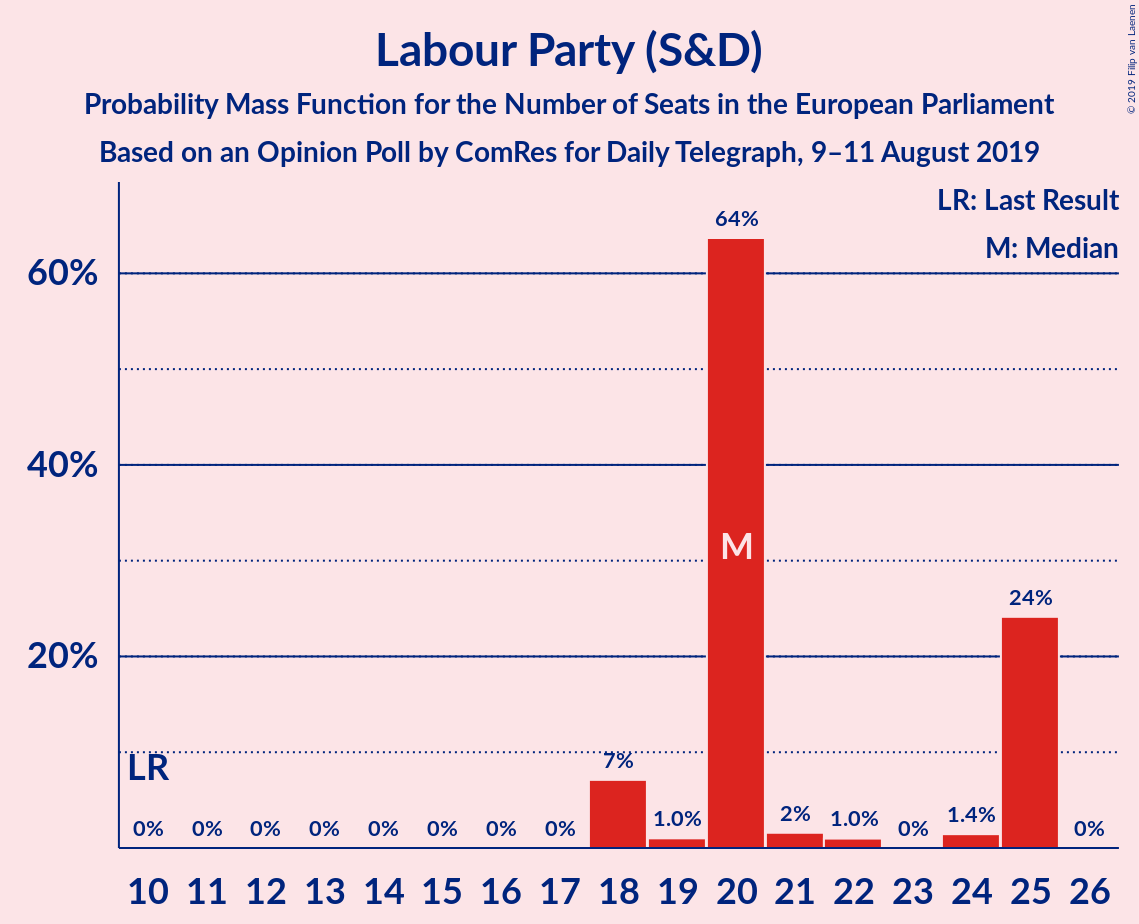 Labour Party (S&D)
Probability Mass Function for the Number of Seats in the European Parliament
Based on an Opinion Poll by ComRes for Daily Telegraph, 9–11 August 2019
© 2019 Filip van Laenen
LR: Last Result
M: Median
60%
40%
20%
LR
M
0% 0% 0% 0% 0% 0% 0% 0% 7% 1.0% 64% 2% 1.0% 0% 1.4% 24% 0%
10 11 12 13 14 15 16 17 18 19 20 21 22 23 24 25 26